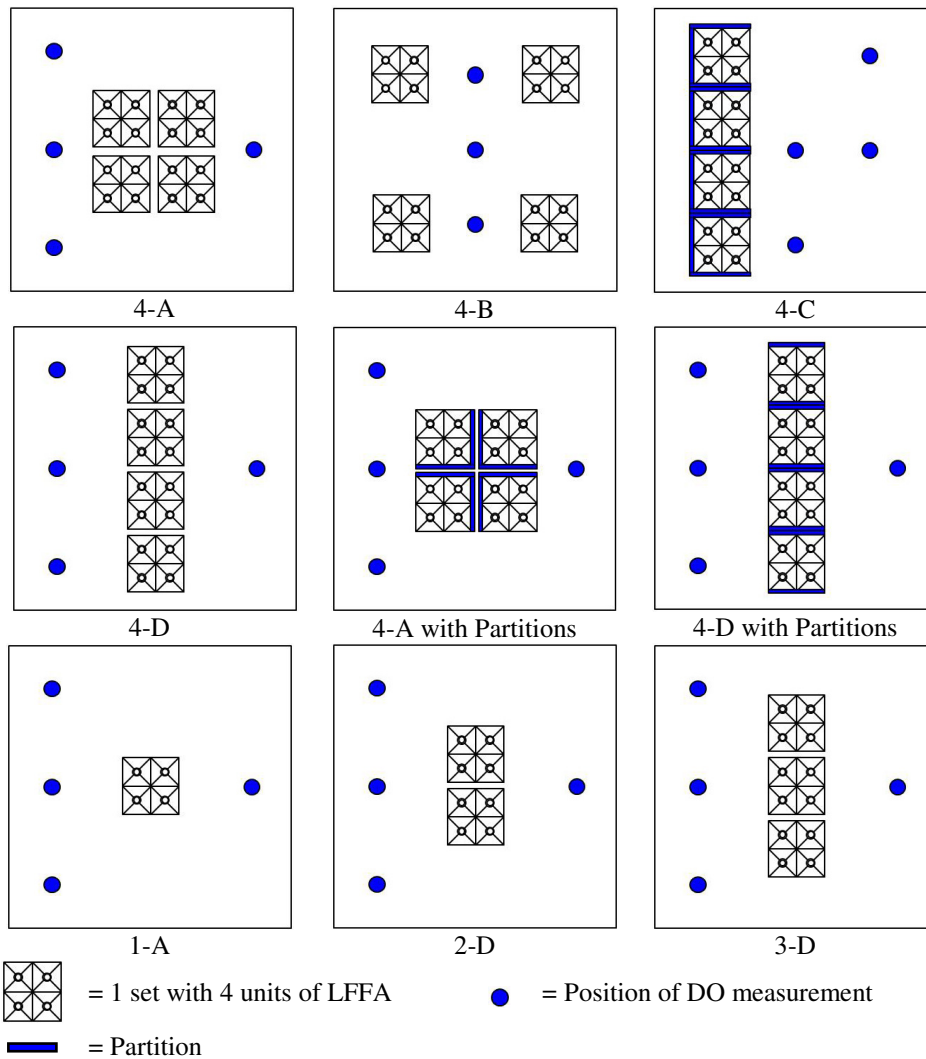 4-A
4-B
4-C
4-D
4-A with Partitions
4-D with Partitions
1-A
2-D
3-D
= 1 set with 4 units of LFFA
= Position of DO measurement
= Partition